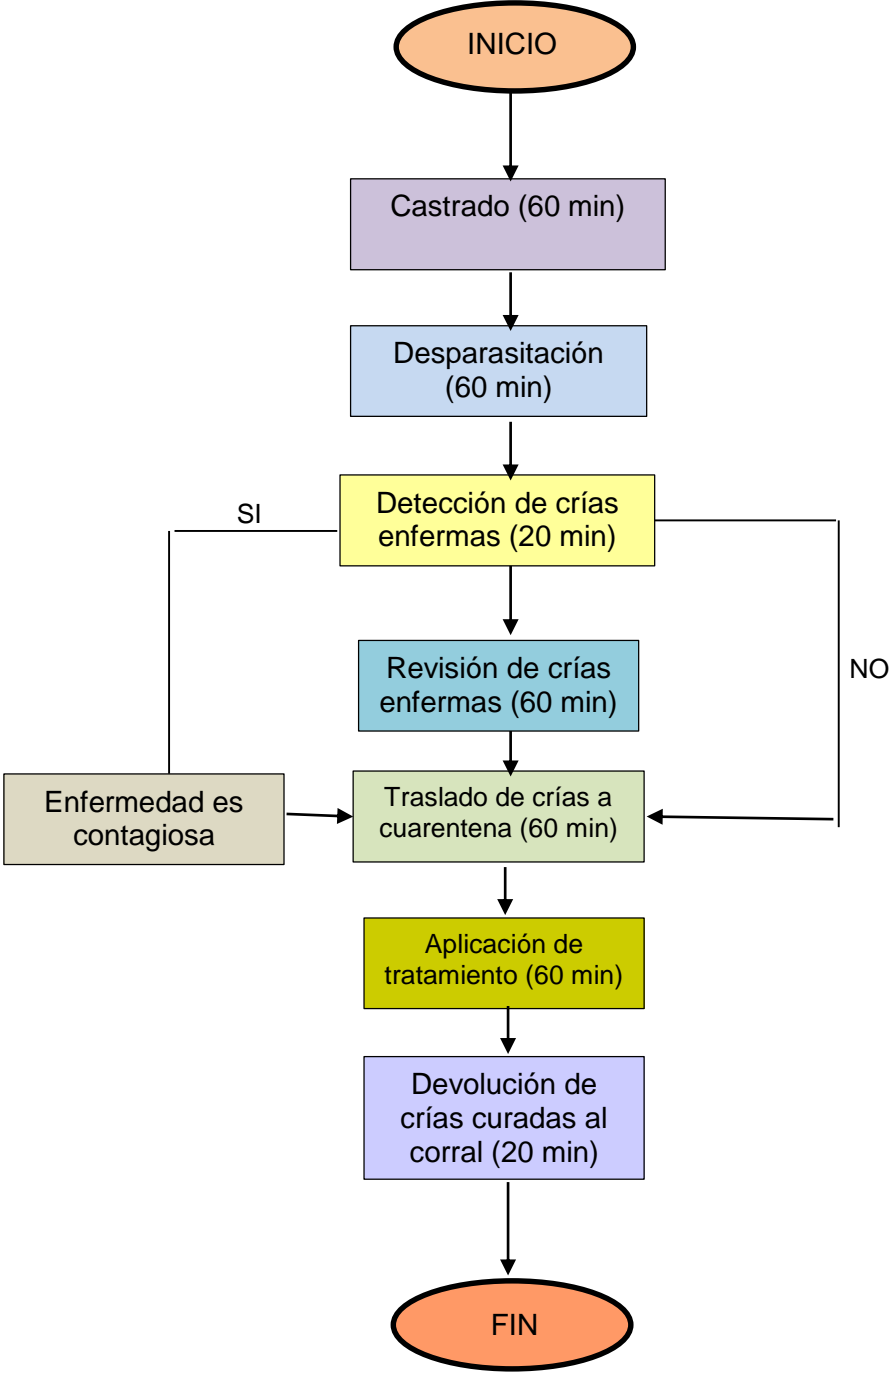 INICIO
Castrado (60 min)
Desparasitación
(60 min)
Detección de crías
enfermas (20 min)
SI
NO
Revisión de crías
enfermas (60 min)
Enfermedad es
contagiosa
Traslado de crías a
cuarentena (60 min)
Aplicación de
tratamiento (60 min)
Devolución de
crías curadas al
corral (20 min)
FIN